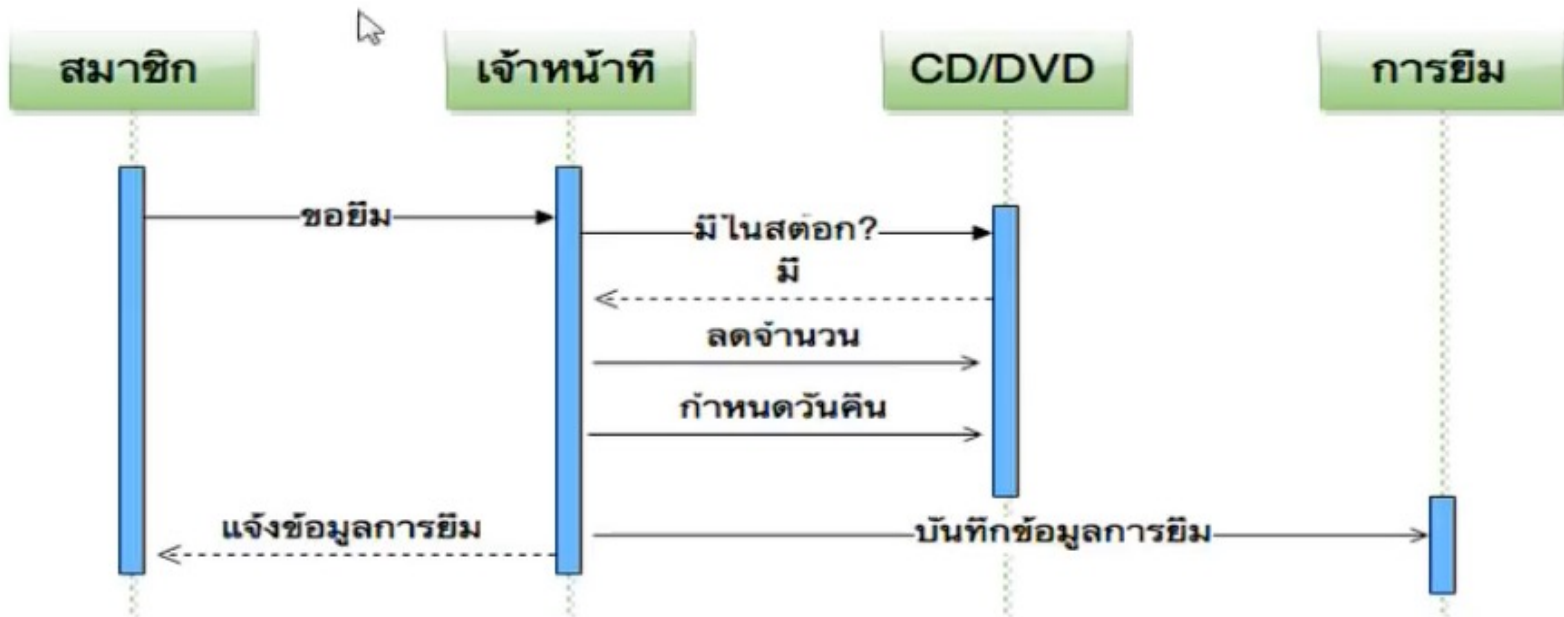 สมาชิก
เจ้าหน้าที่
CD/DVD
การยืม
ขอยืม
มีในสต๊อก?
มี
ลดจำนวน
กำหนดวันคืน
แจ้งข้อมูลการยืม
บันทึกข้อมูลการยืม